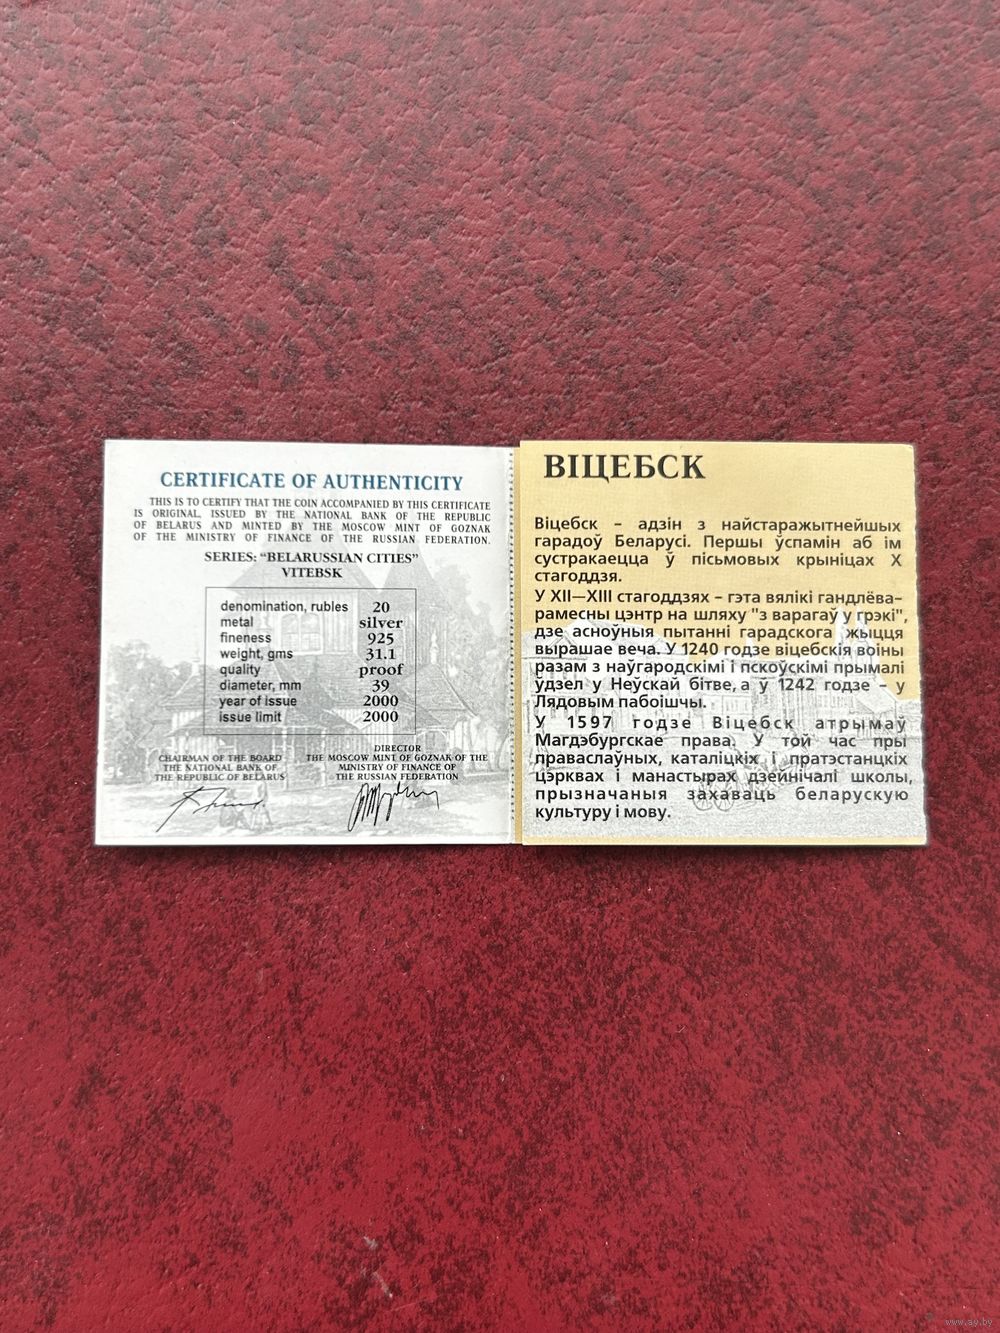 CERTIFICATE OF AUTHENTICITY
THIS IS TO CERTIFY THAT THE COIN ACCOMPANIED BY THIS CERTIFICATE
IS ORIGINAL, ISSUED BY THE NATIONAL BANK OF THE REPUBLIC
OF BELARUS AND MINTED BY THE MOSCOW MINT OF GOZNAK
OF THE MINISTRY OF FINANCE OF THE RUSSIAN FEDERATION.
SERIES: "BELARUSSIAN CITIES"
VITEBSK
denomination, rubles 20
metal silver
fineness 925
weight, gms 31.1
quality proof
diameter, mm 39
year of issue 2000
issue limit 2000
CHAIRMAN OF THE BOARD
THE NATIONAL BANK OF
THE REPUBLIC OF BELARUS
DIRECTOR
THE MOSCOW MINT OF GOZNAK OF THE
MINISTRY OF FINANCE OF
THE RUSSIAN FEDERATION
ВІЦЕБСК
Віцебск – адзін з найстаражытнейшых
гарадоў Беларусі. Першы ўспамін аб ім
сустракаецца ў пісьмовых крыніцах X
стагоддзя.
У XII—XIII стагоддзях – гэта вялікі гандлёва-
рамесны цэнтр на шляху "з варагаў у грэкі",
дзе асноўныя пытанні гарадскога жыцця
вырашае веча. У 1240 годзе віцебскія воіны
разам з наўгародскімі і пскоўскімі прымалі
ўдзел у Неўскай бітве, а ў 1242 годзе – у
Лядовым пабоішчы.
У 1597 годзе Віцебск атрымаў
Магдэбургскае права. У той час пры
праваслаўных, каталіцкіх і пратэстанцкіх
цэрквах і манастырах дзейнічалі школы,
прызначаныя захаваць беларускую
культуру і мову.
www.ay.by